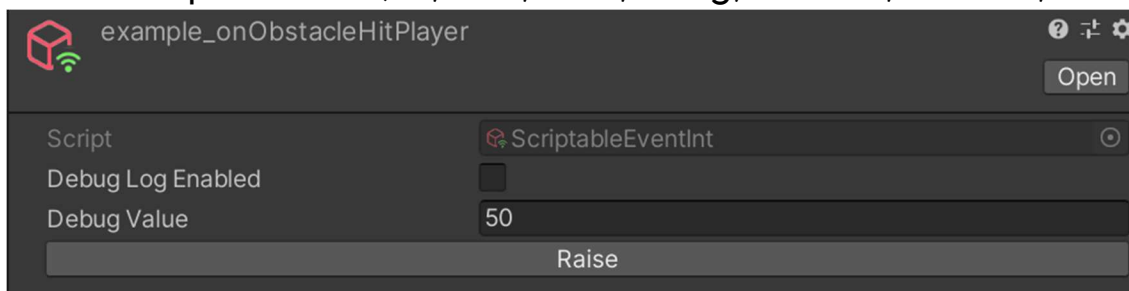 example_onObstacleHitPlayer
Open
Script ScriptableEventInt
Debug Log Enabled
Debug Value 50
Raise